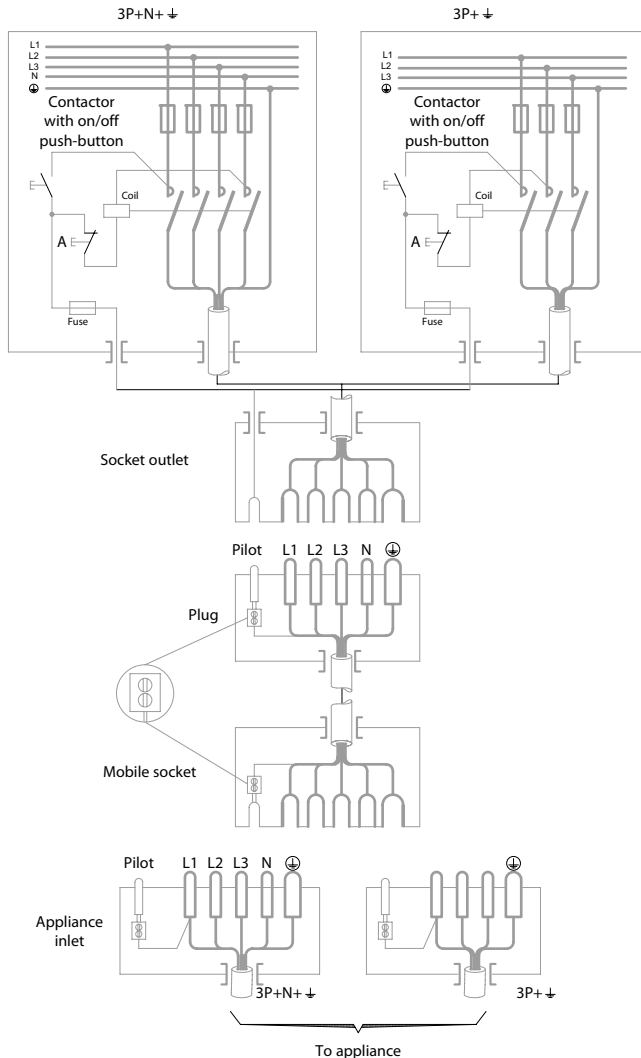 3P+N+⏚
3P+⏚
L1
L2
L3
N
Contactor
with on/off
push-button
Coil
A
Fuse
L1
L2
L3
Contactor
with on/off
push-button
Coil
A
Fuse
Socket outlet
Pilot L1 L2 L3 N
Plug
Mobile socket
Pilot L1 L2 L3 N
Appliance
inlet
3P+N+⏚
3P+⏚
To appliance